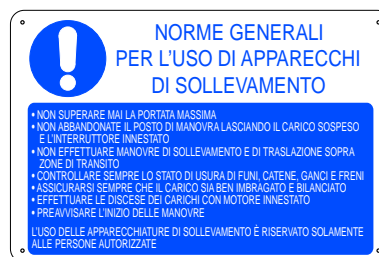 NORME GENERALI
PER L'USO DI APPARECCHI
DI SOLLEVAMENTO
• NON SUPERARE MAI LA PORTATA MASSIMA
• NON ABBANDONATE IL POSTO DI MANOVRA LASCIANDO IL CARICO SOSPESO
E L'INTERRUTTORE INNESTATO
• NON EFFETTUARE MANOVRE DI SOLLEVAMENTO E DI TRASLAZIONE SOPRA
ZONE DI TRANSITO
• CONTROLLARE SEMPRE LO STATO DI USURA DI FUNI, CATENE, GANCI E FRENI
• ASSICURARSI SEMPRE CHE IL CARICO SIA BEN IMBRAGATO E BILANCIATO
• EFFETTUARE LE DISCESE DEI CARICHI CON MOTORE INNESTATO
• PREAVVISARE L'INIZIO DELLE MANOVRE
L'USO DELLE APPARECCHIATURE DI SOLLEVAMENTO È RISERVATO SOLAMENTE
ALLE PERSONE AUTORIZZATE